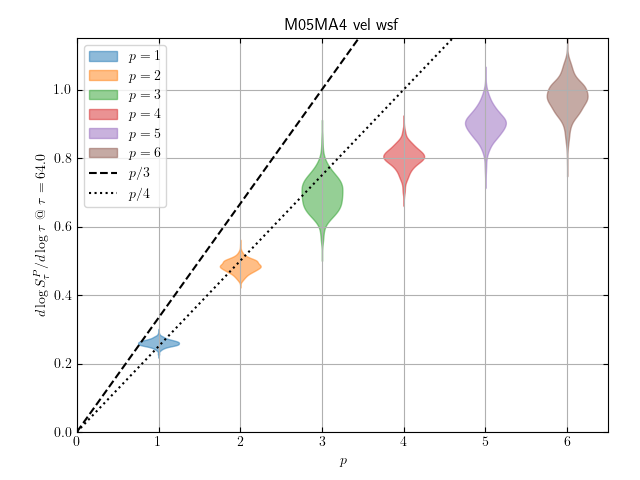 M05MA4 vel wsf
d log S_τ^P / d log τ @ τ = 64.0
1.0
0.8
0.6
0.4
0.2
0.0
p = 1
p = 2
p = 3
p = 4
p = 5
p = 6
p/3
p/4
0 1 2 3 4 5 6
p